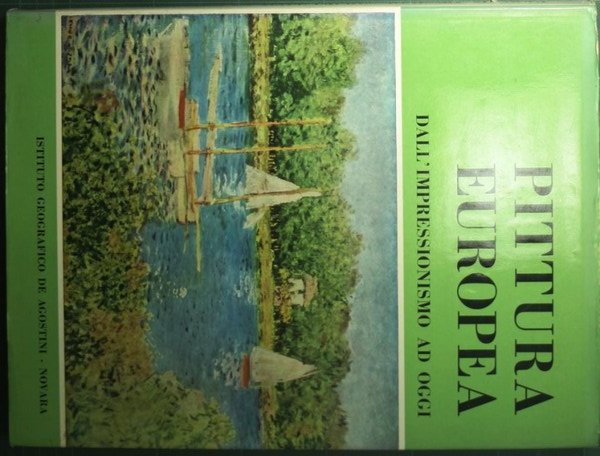 PITTURA
EUROPEA
DALL'IMPRESSIONISMO AD OGGI
ISTITUTO GEOGRAFICO DE AGOSTINI - NOVARA